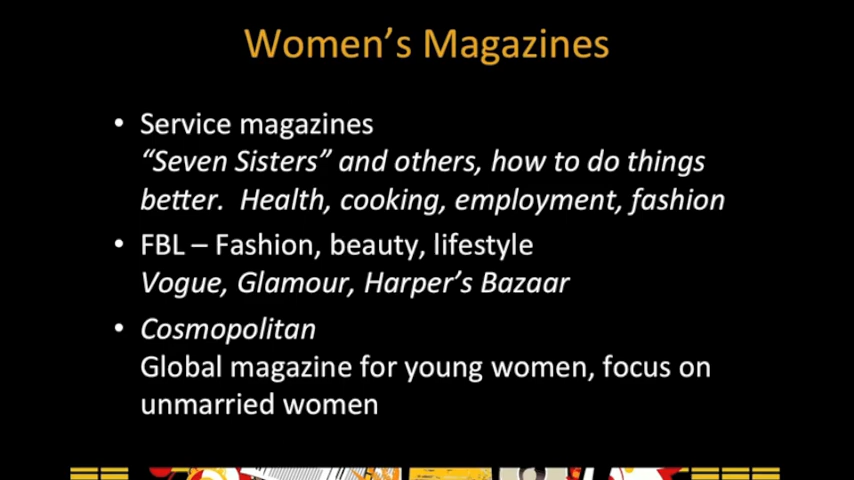 Women’s Magazines
• Service magazines
“Seven Sisters” and others, how to do things
better.  Health, cooking, employment, fashion
• FBL – Fashion, beauty, lifestyle
Vogue, Glamour, Harper’s Bazaar
• Cosmopolitan
Global magazine for young women, focus on
unmarried women